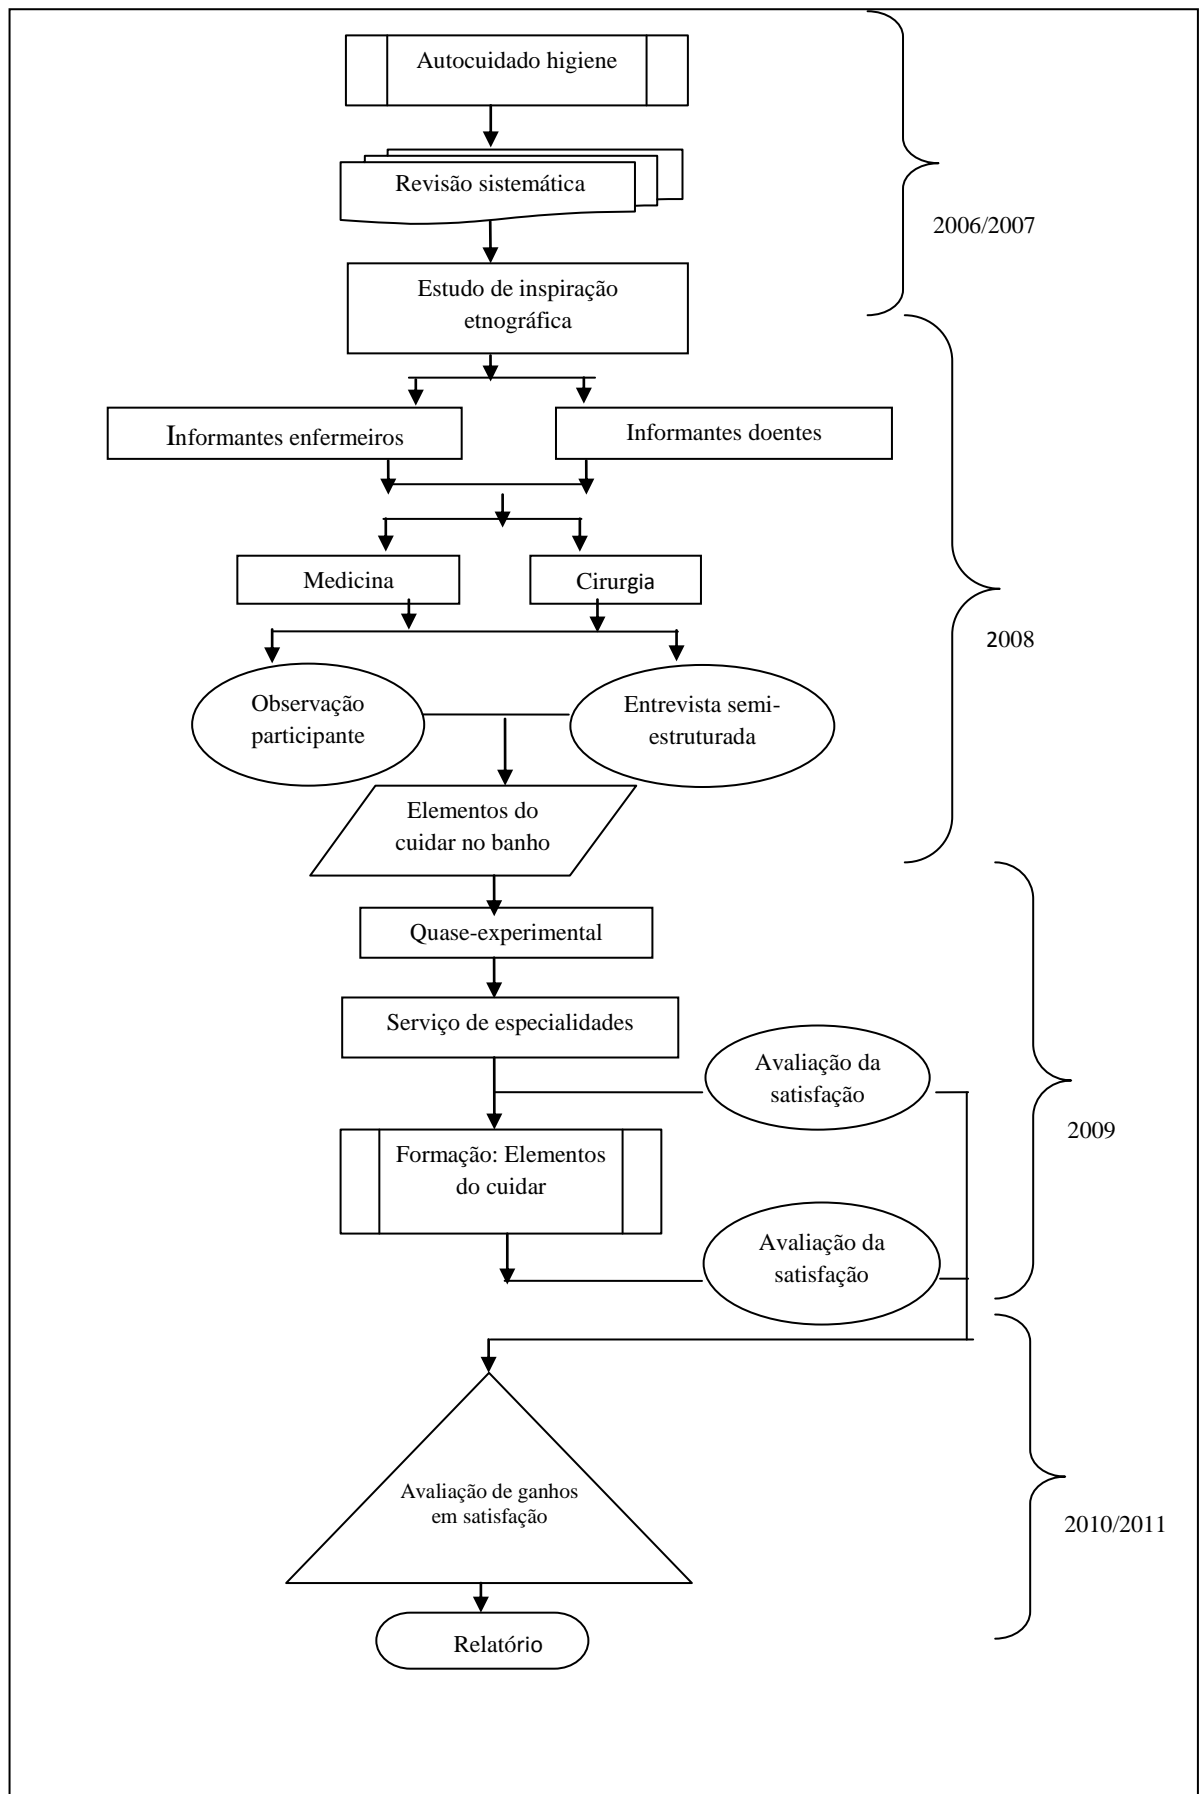 Autocuidado higiene
Revisão sistemática
2006/2007
Estudo de inspiração
etnográfica
Informantes enfermeiros
Informantes doentes
Medicina
Cirurgia
2008
Observação
participante
Entrevista semi-
estruturada
Elementos do
cuidar no banho
Quase-experimental
Serviço de especialidades
Avaliação da
satisfação
2009
Formação: Elementos
do cuidar
Avaliação da
satisfação
Avaliação de ganhos
em satisfação
2010/2011
Relatório